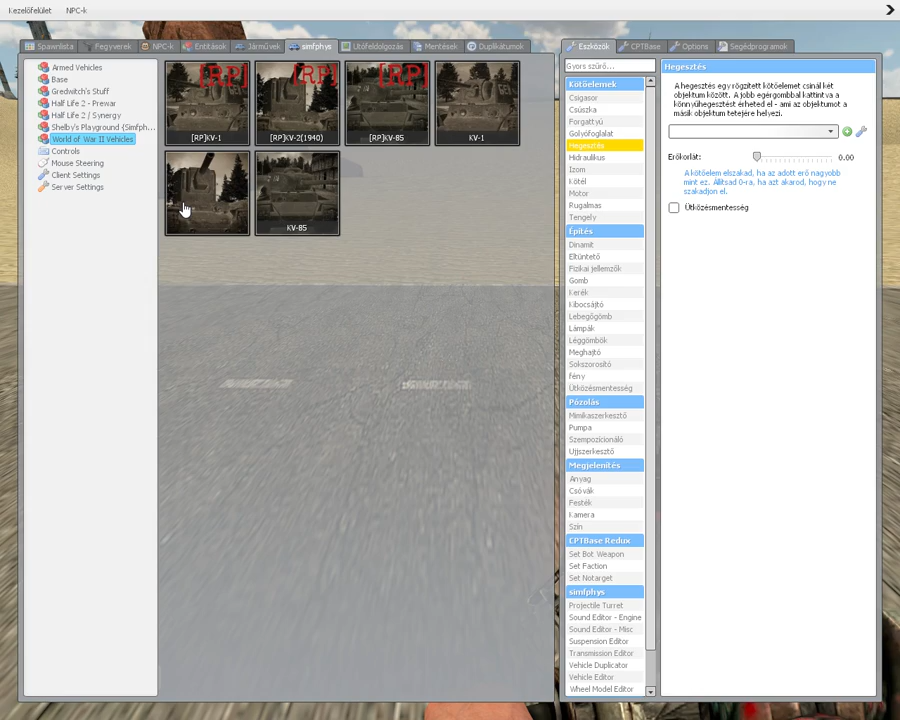 Kezelőfelület NPC-k
Spawnlista Fegyverek NPC-k Entitások Járművek simfphys Utófeldolgozás Mentések Duplikátumok
Armed Vehicles
Base
Gredwitch's Stuff
Half Life 2 - Prewar
Half Life 2 / Synergy
Shelby's Playground {Simfph...
World of War II Vehicles
Controls
Mouse Steering
Client Settings
Server Settings
[RP] [RP] [RP]
[RP]KV-1 [RP]KV-2(1940) [RP]KV-85 KV-1
KV-85
Eszközök CPTBase Options Segédprogramok
Gyors szűrő...
Kötőelemek
Csigasor
Csúszka
Forgattyú
Golyófoglalat
Hegesztés
Hidraulikus
Izom
Kötél
Motor
Rugalmas
Tengely
Építés
Dinamit
Eltüntető
Fizikai jellemzők
Gomb
Kerék
Kibocsájtó
Lebegőgömb
Lámpák
Léggömbök
Meghajtó
Sokszorosító
fény
Ütközésmentesség
Pózolás
Mimikaszerkesztő
Pumpa
Szempozícionáló
Ujjszerkesztő
Megjelenítés
Anyag
Csóvák
Festék
Kamera
Szín
CPTBase Redux
Set Bot Weapon
Set Faction
Set Notarget
simfphys
Projectile Turret
Sound Editor - Engine
Sound Editor - Misc
Suspension Editor
Transmission Editor
Vehicle Duplicator
Vehicle Editor
Wheel Model Editor
Hegesztés
A hegesztés egy rögzített kötőelemet csinál két
objektum között. A jobb egérgombbal kattintva a
könnyűhegesztést érheted el - ami az objektumot a
másik objektum tetejére helyezi.
Erőkorlát: 0.00
A kötőelem elszakad, ha az adott erő nagyobb
mint ez. Állítsad 0-ra, ha azt akarod, hogy ne
szakadjon el.
Ütközésmentesség